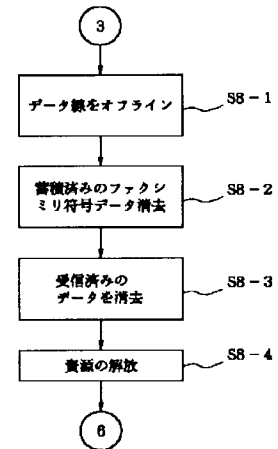 3
データ線をオフライン
S8-1
蓄積済みのファクシ
ミリ符号データ消去
S8-2
受信済みの
データを消去
S8-3
資源の解放
S8-4
6